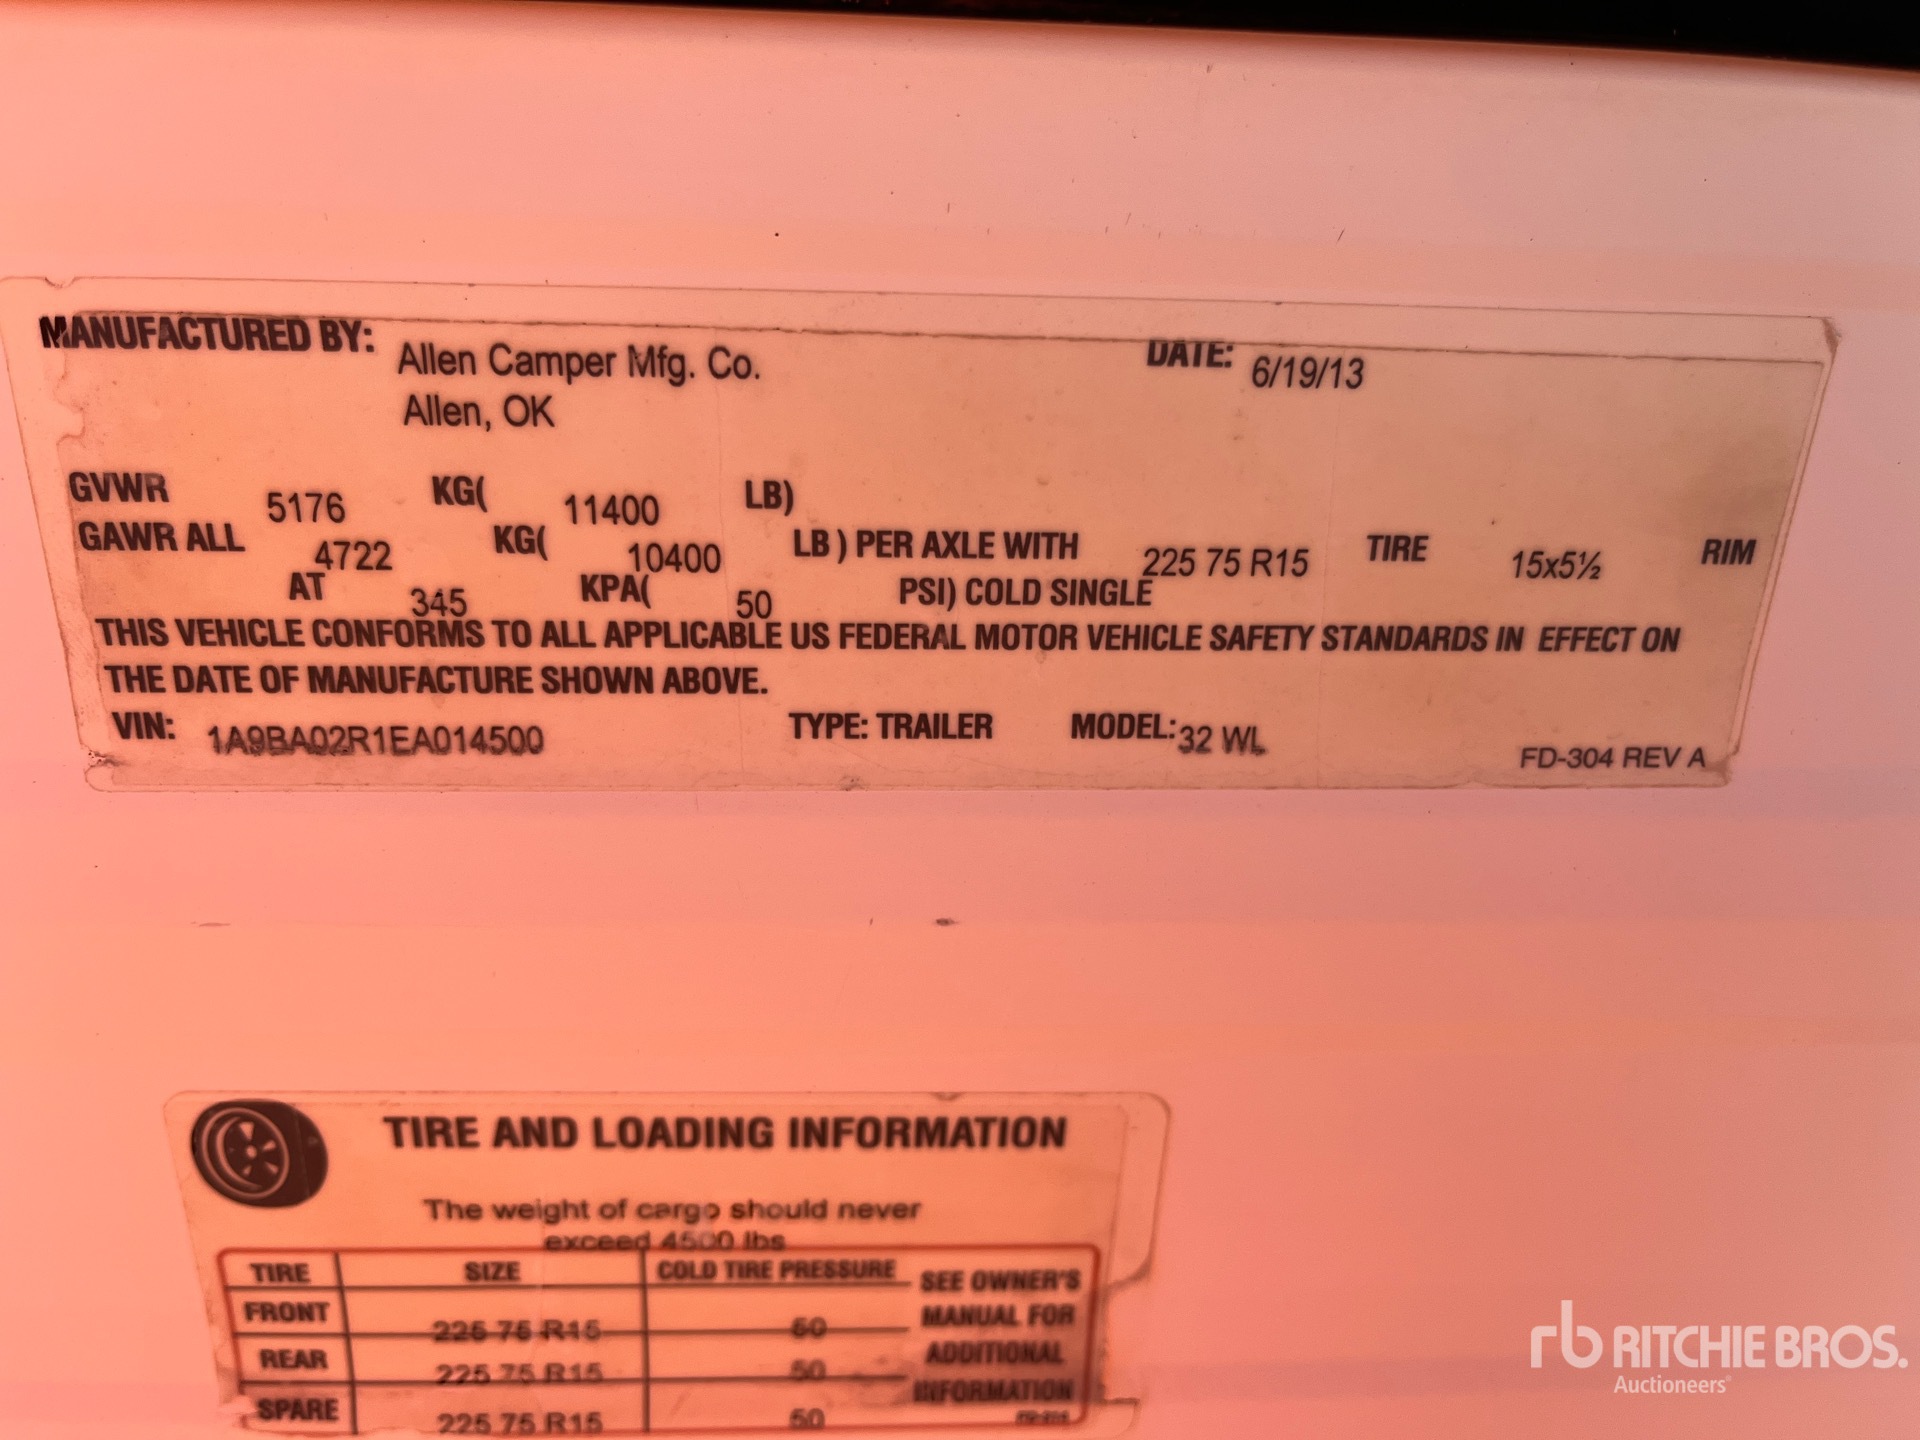 MANUFACTURED BY: Allen Camper Mfg. Co. DATE: 6/19/13
Allen, OK
GVWR 5176 KG( 11400 LB)
GAWR ALL 4722 KG( 10400 LB ) PER AXLE WITH 225 75 R15 TIRE 15x5½ RIM
AT 345 KPA( 50 PSI) COLD SINGLE
THIS VEHICLE CONFORMS TO ALL APPLICABLE US FEDERAL MOTOR VEHICLE SAFETY STANDARDS IN EFFECT ON
THE DATE OF MANUFACTURE SHOWN ABOVE.
VIN: 1A9BA02R1EA014500 TYPE: TRAILER MODEL: 32 WL
FD-304 REV A
TIRE AND LOADING INFORMATION
The weight of cargo should never
exceed 4500 lbs
TIRE SIZE COLD TIRE PRESSURE SEE OWNER'S
FRONT 225 75 R15 50 MANUAL FOR
REAR 225 75 R15 50 ADDITIONAL
SPARE 225 75 R15 50 INFORMATION
rb RITCHIE BROS.
Auctioneers